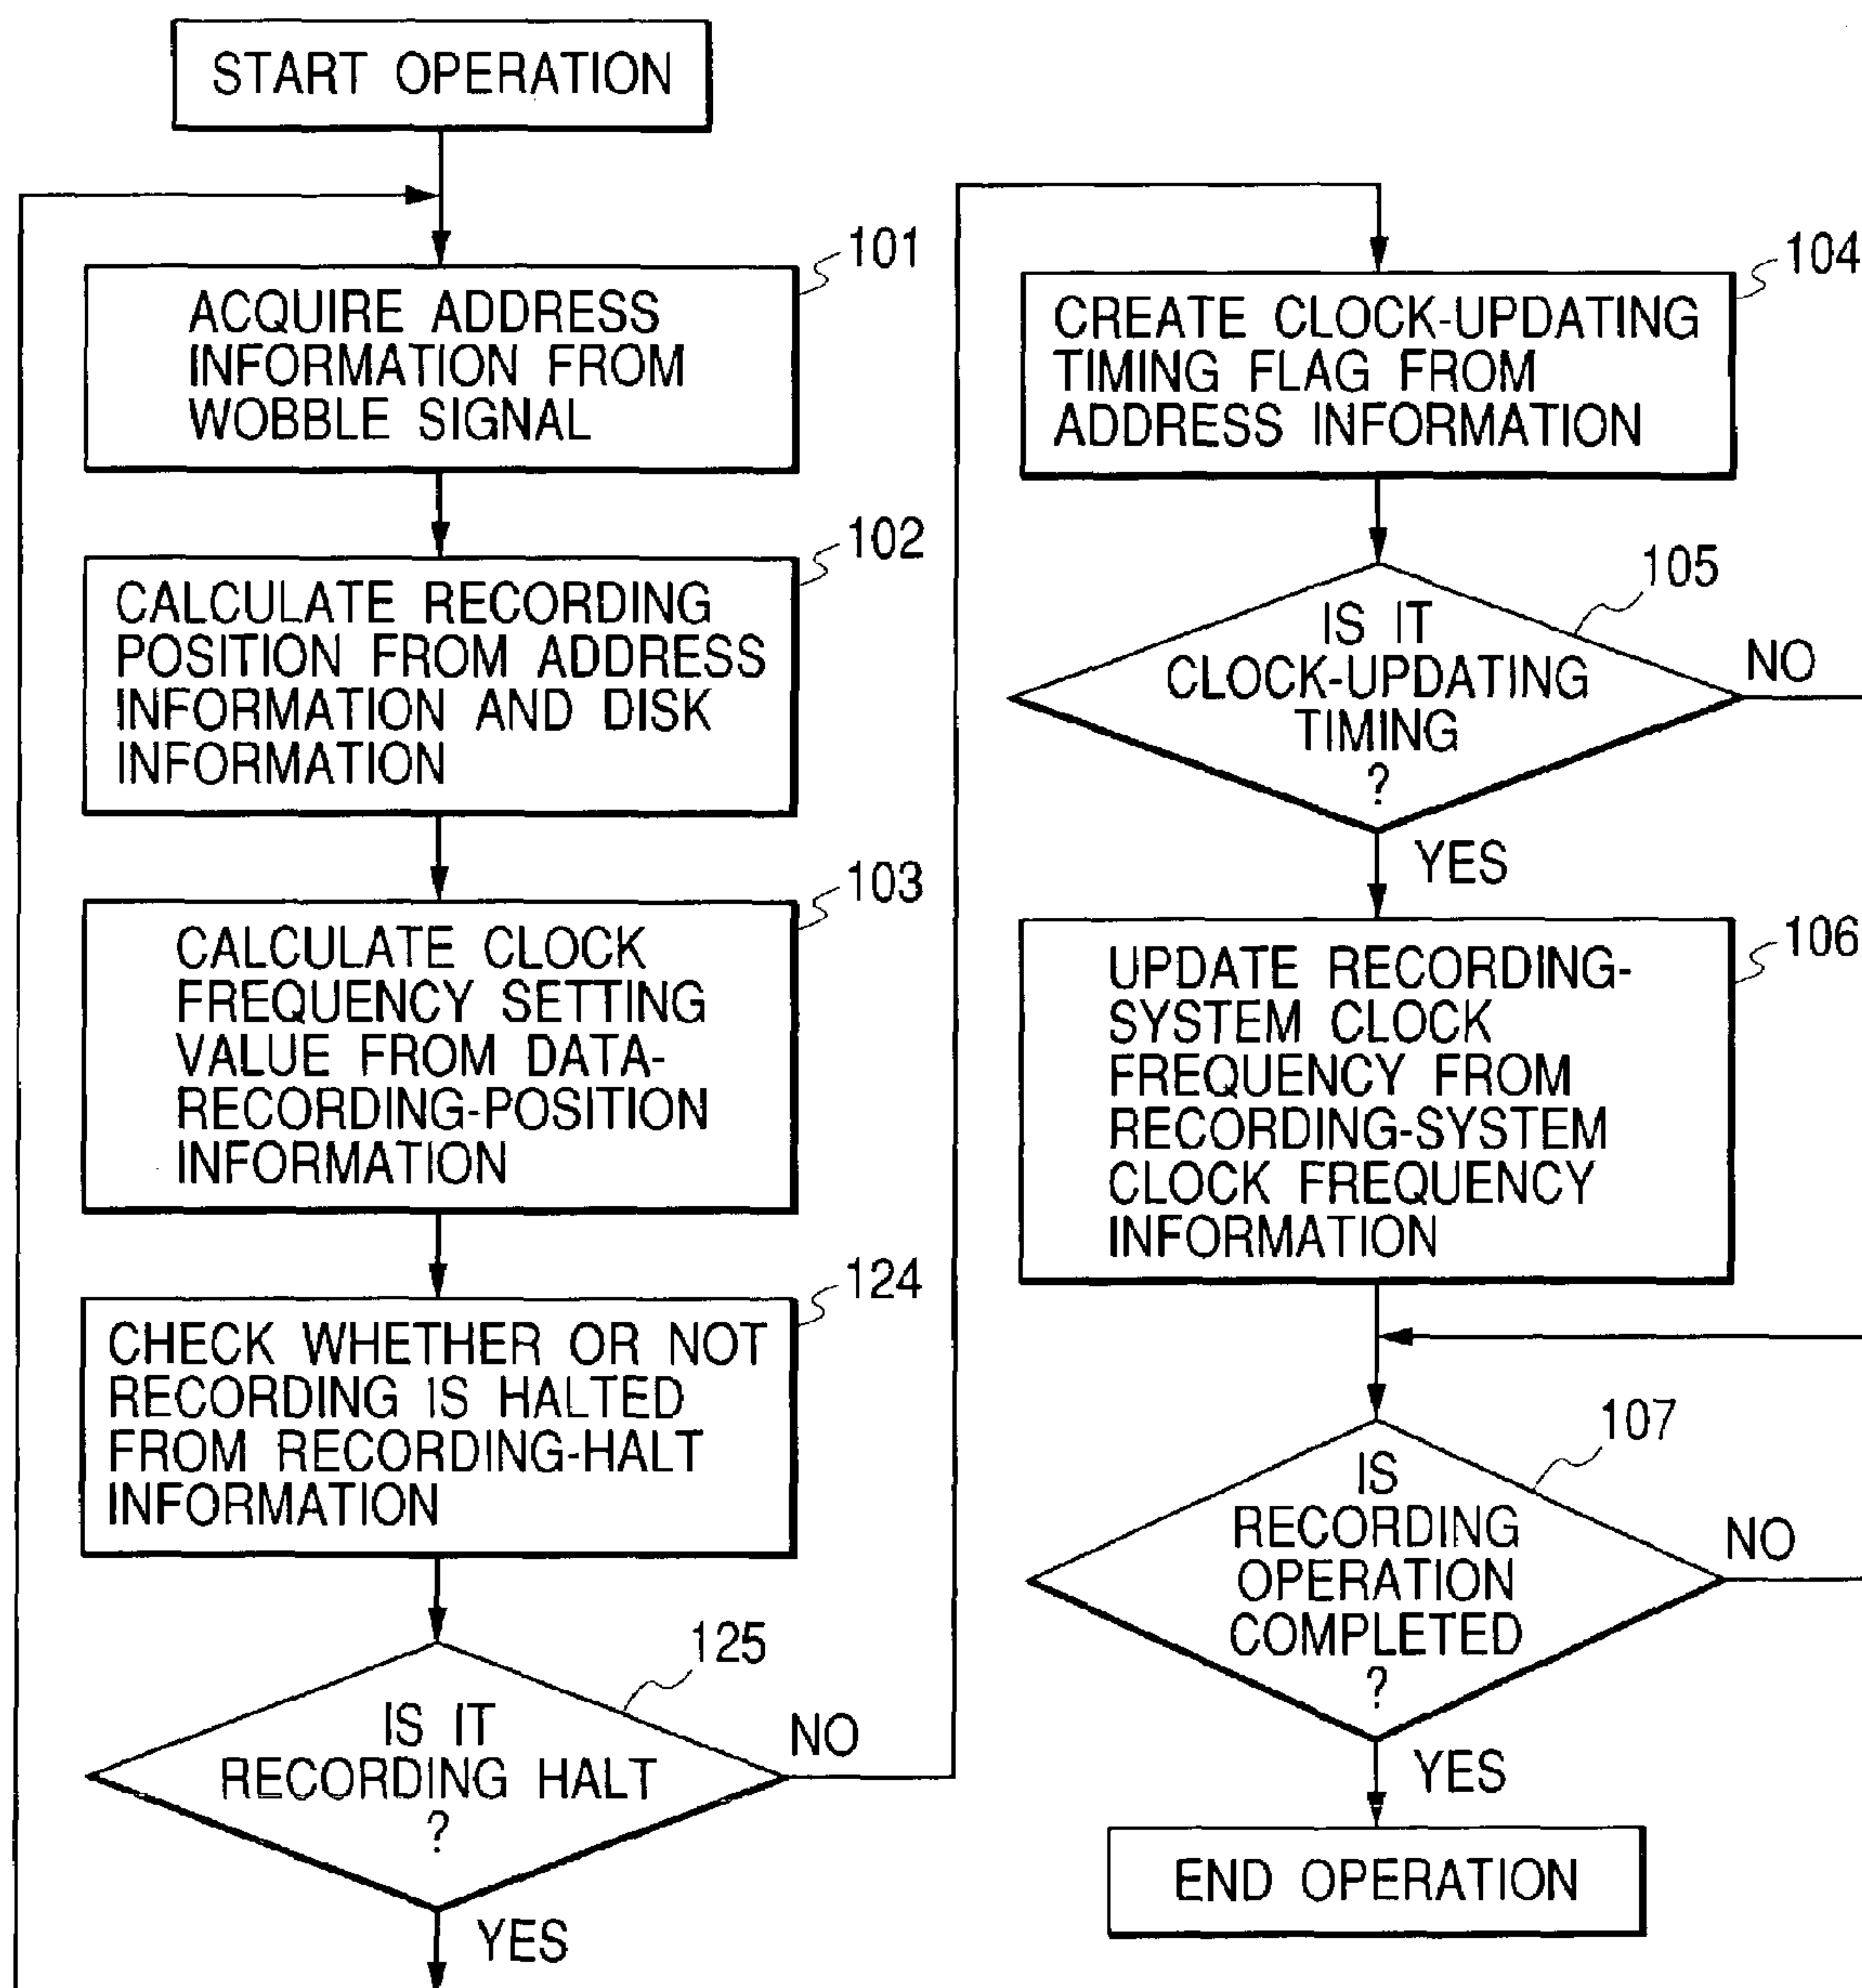 START OPERATION
101
ACQUIRE ADDRESS
INFORMATION FROM
WOBBLE SIGNAL
102
CALCULATE RECORDING
POSITION FROM ADDRESS
INFORMATION AND DISK
INFORMATION
103
CALCULATE CLOCK
FREQUENCY SETTING
VALUE FROM DATA-
RECORDING-POSITION
INFORMATION
124
CHECK WHETHER OR NOT
RECORDING IS HALTED
FROM RECORDING-HALT
INFORMATION
125
IS IT
RECORDING HALT
?
NO
YES
104
CREATE CLOCK-UPDATING
TIMING FLAG FROM
ADDRESS INFORMATION
105
IS IT
CLOCK-UPDATING
TIMING
?
NO
YES
106
UPDATE RECORDING-
SYSTEM CLOCK
FREQUENCY FROM
RECORDING-SYSTEM
CLOCK FREQUENCY
INFORMATION
107
IS
RECORDING
OPERATION
COMPLETED
?
NO
YES
END OPERATION